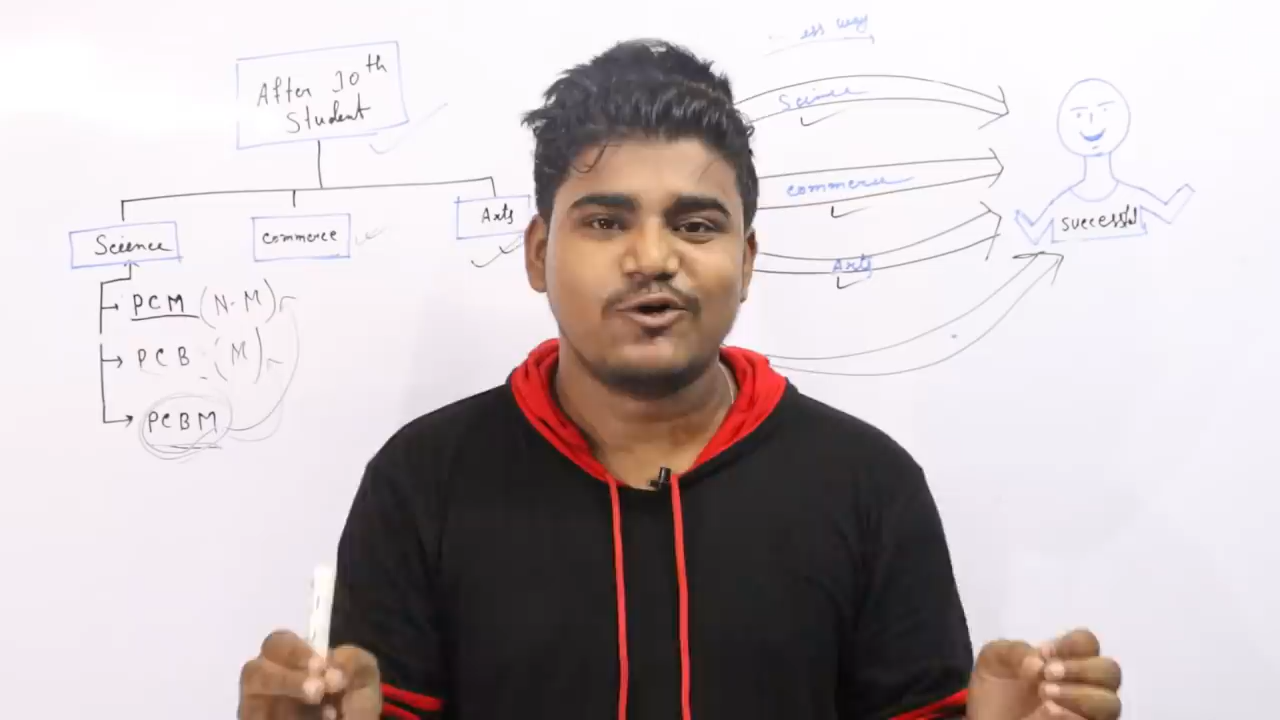 After 10th
Student
Science
commerce
Arts
PCM (N-M)
PCB (M)
PCBM
Science
commerce
Arts
successful